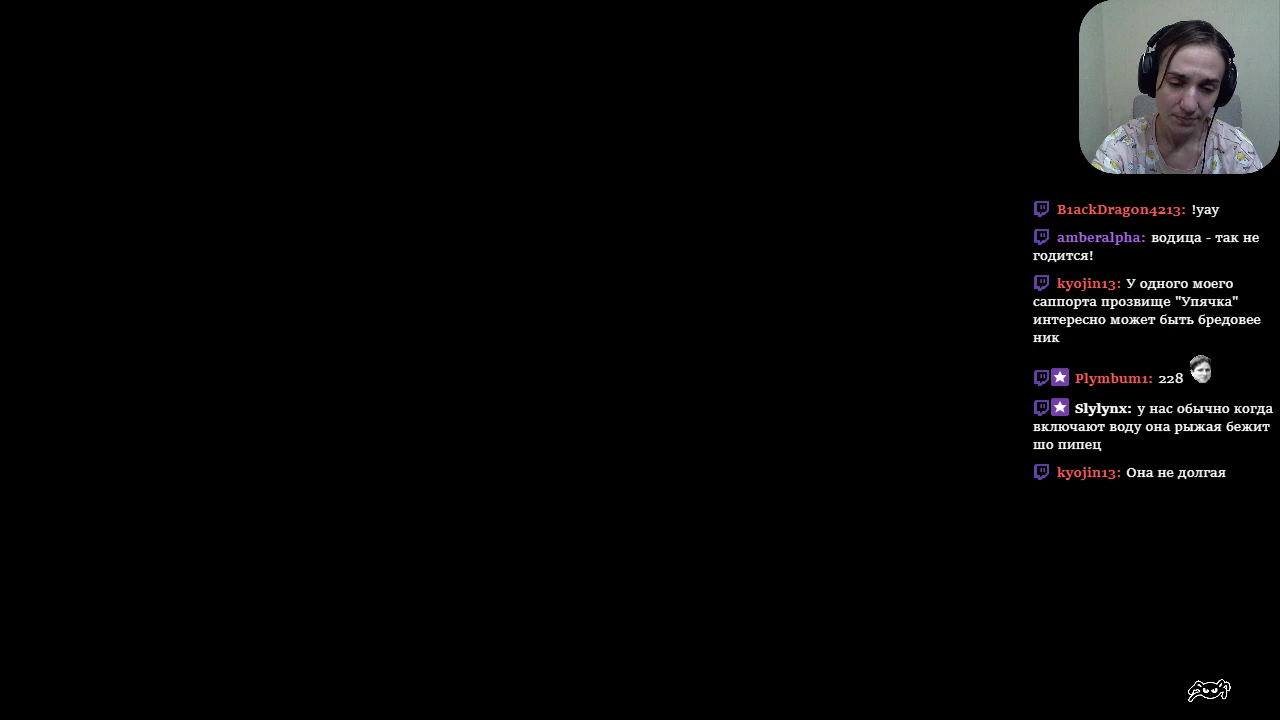 B1ackDragon4213: !yay
amberalpha: водица - так не
годится!
kyojin13: У одного моего
саппорта прозвище "Упячка"
интересно может быть бредовее
ник
Plymbum1: 228
Slylynx: у нас обычно когда
включают воду она рыжая бежит
шо пипец
kyojin13: Она не долгая